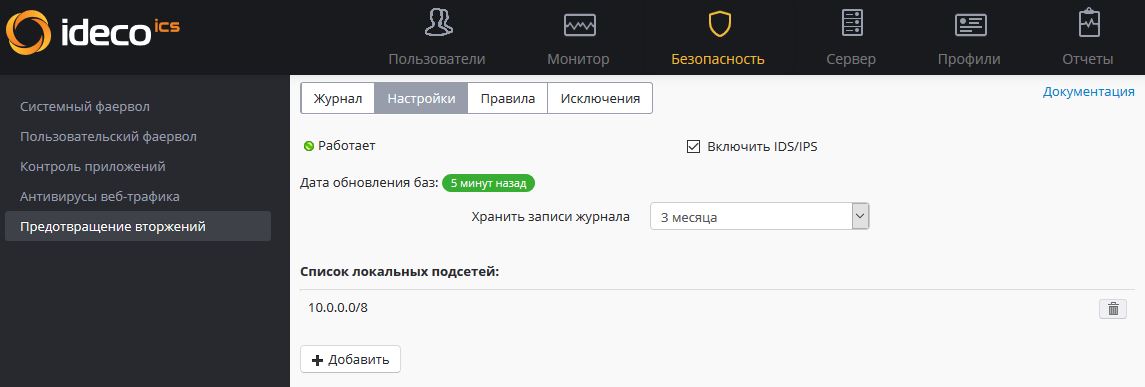 ideco ics
Пользователи Монитор Безопасность Сервер Профили Отчеты
Системный фаервол
Пользовательский фаервол
Контроль приложений
Антивирусы веб-трафика
Предотвращение вторжений
Журнал Настройки Правила Исключения Документация
Работает Включить IDS/IPS
Дата обновления баз: 5 минут назад
Хранить записи журнала 3 месяца
Список локальных подсетей:
10.0.0.0/8
Добавить